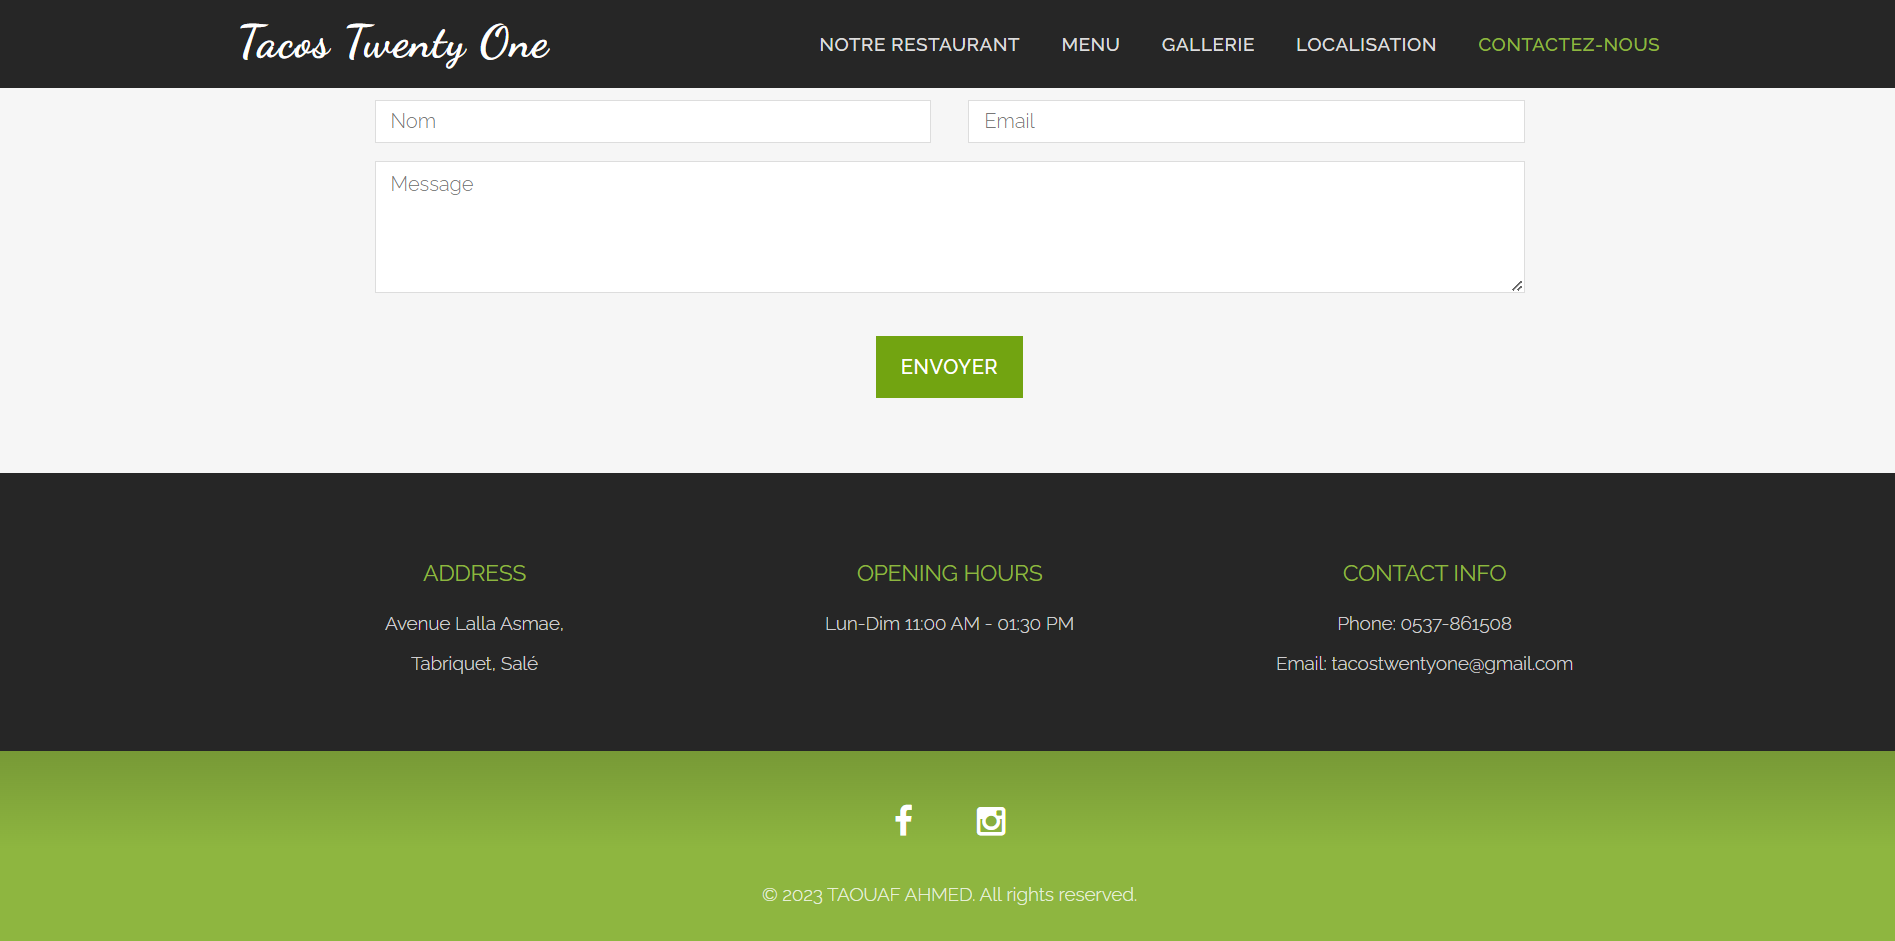 Tacos Twenty One
NOTRE RESTAURANT MENU GALLERIE LOCALISATION CONTACTEZ-NOUS
Nom Email
Message
ENVOYER
ADDRESS
Avenue Lalla Asmae,
Tabriquet, Salé
OPENING HOURS
Lun-Dim 11:00 AM - 01:30 PM
CONTACT INFO
Phone: 0537-861508
Email: tacostwentyone@gmail.com
© 2023 TAOUAF AHMED. All rights reserved.